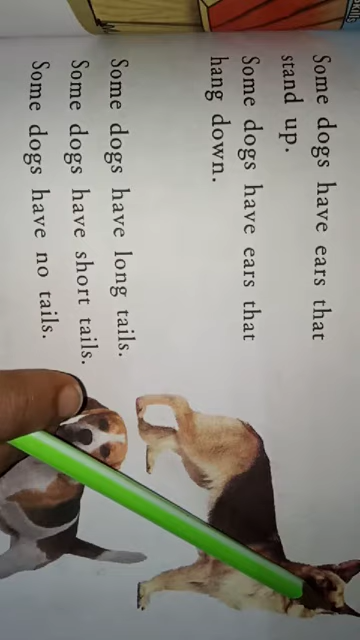 Some dogs have ears that
stand up.
Some dogs have ears that
hang down.
Some dogs have long tails.
Some dogs have short tails.
Some dogs have no tails.